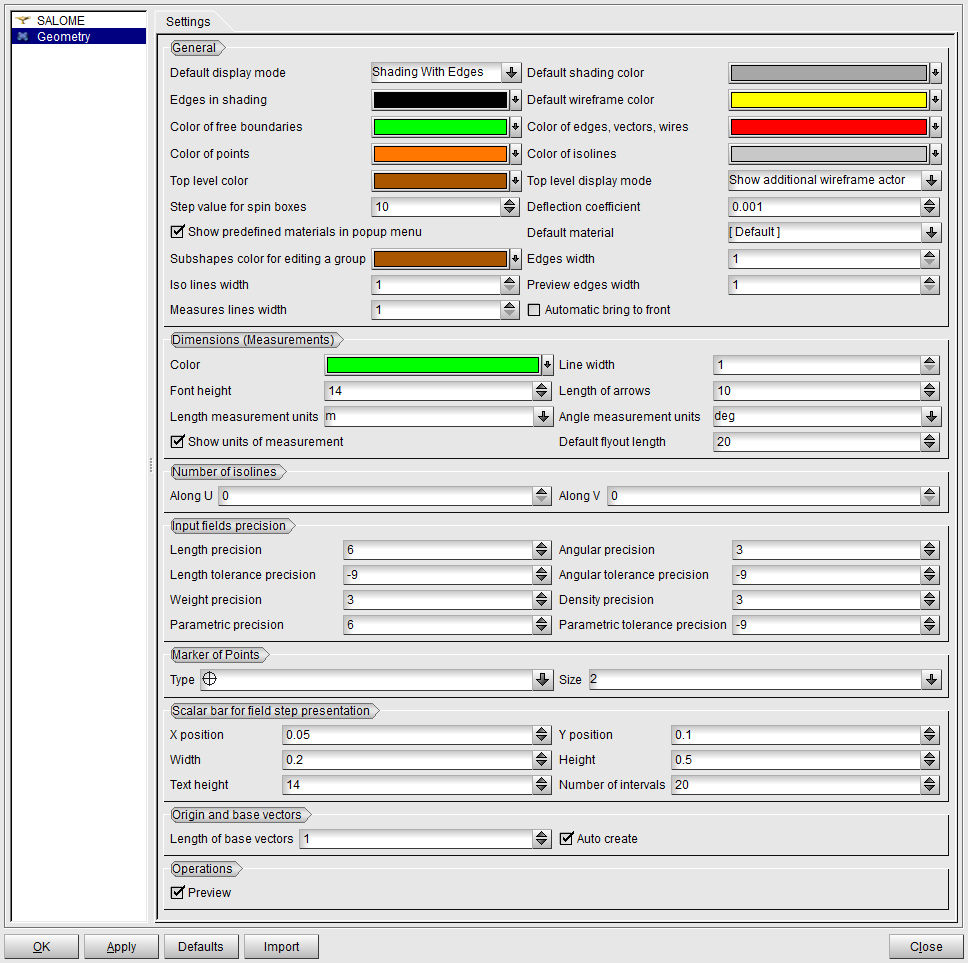 SALOME
Geometry
Settings
General
Default display mode Shading With Edges Default shading color
Edges in shading Default wireframe color
Color of free boundaries Color of edges, vectors, wires
Color of points Color of isolines
Top level color Top level display mode Show additional wireframe actor
Step value for spin boxes 10 Deflection coefficient 0.001
Show predefined materials in popup menu Default material [ Default ]
Subshapes color for editing a group Edges width 1
Iso lines width 1 Preview edges width 1
Measures lines width 1 Automatic bring to front
Dimensions (Measurements)
Color Line width 1
Font height 14 Length of arrows 10
Length measurement units m Angle measurement units deg
Show units of measurement Default flyout length 20
Number of isolines
Along U 0 Along V 0
Input fields precision
Length precision 6 Angular precision 3
Length tolerance precision -9 Angular tolerance precision -9
Weight precision 3 Density precision 3
Parametric precision 6 Parametric tolerance precision -9
Marker of Points
Type Size 2
Scalar bar for field step presentation
X position 0.05 Y position 0.1
Width 0.2 Height 0.5
Text height 14 Number of intervals 20
Origin and base vectors
Length of base vectors 1 Auto create
Operations
Preview
OK Apply Defaults Import Close